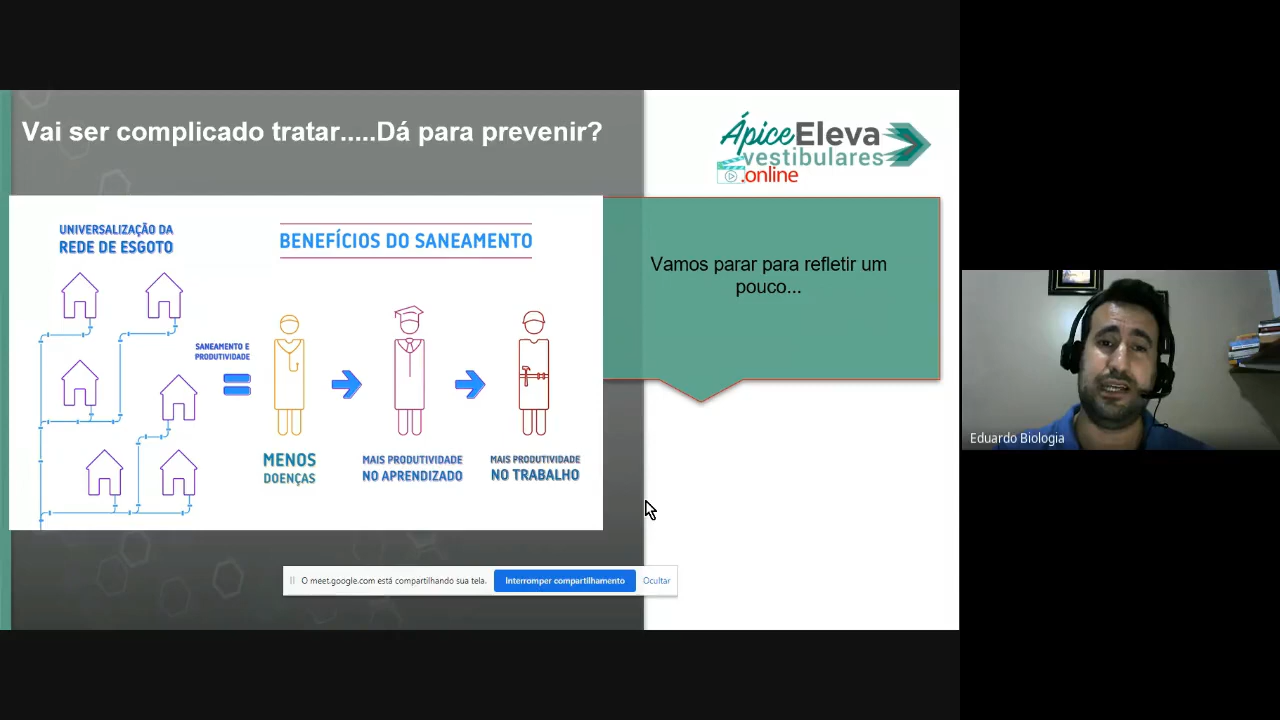 Vai ser complicado tratar.....Dá para prevenir?
ÁpiceEleva
vestibulares
.online
UNIVERSALIZAÇÃO DA
REDE DE ESGOTO
BENEFÍCIOS DO SANEAMENTO
SANEAMENTO E
PRODUTIVIDADE
MENOS
DOENÇAS
MAIS PRODUTIVIDADE
NO APRENDIZADO
MAIS PRODUTIVIDADE
NO TRABALHO
Vamos parar para refletir um
pouco...
Eduardo Biologia
O meet.google.com está compartilhando sua tela.
Interromper compartilhamento
Ocultar